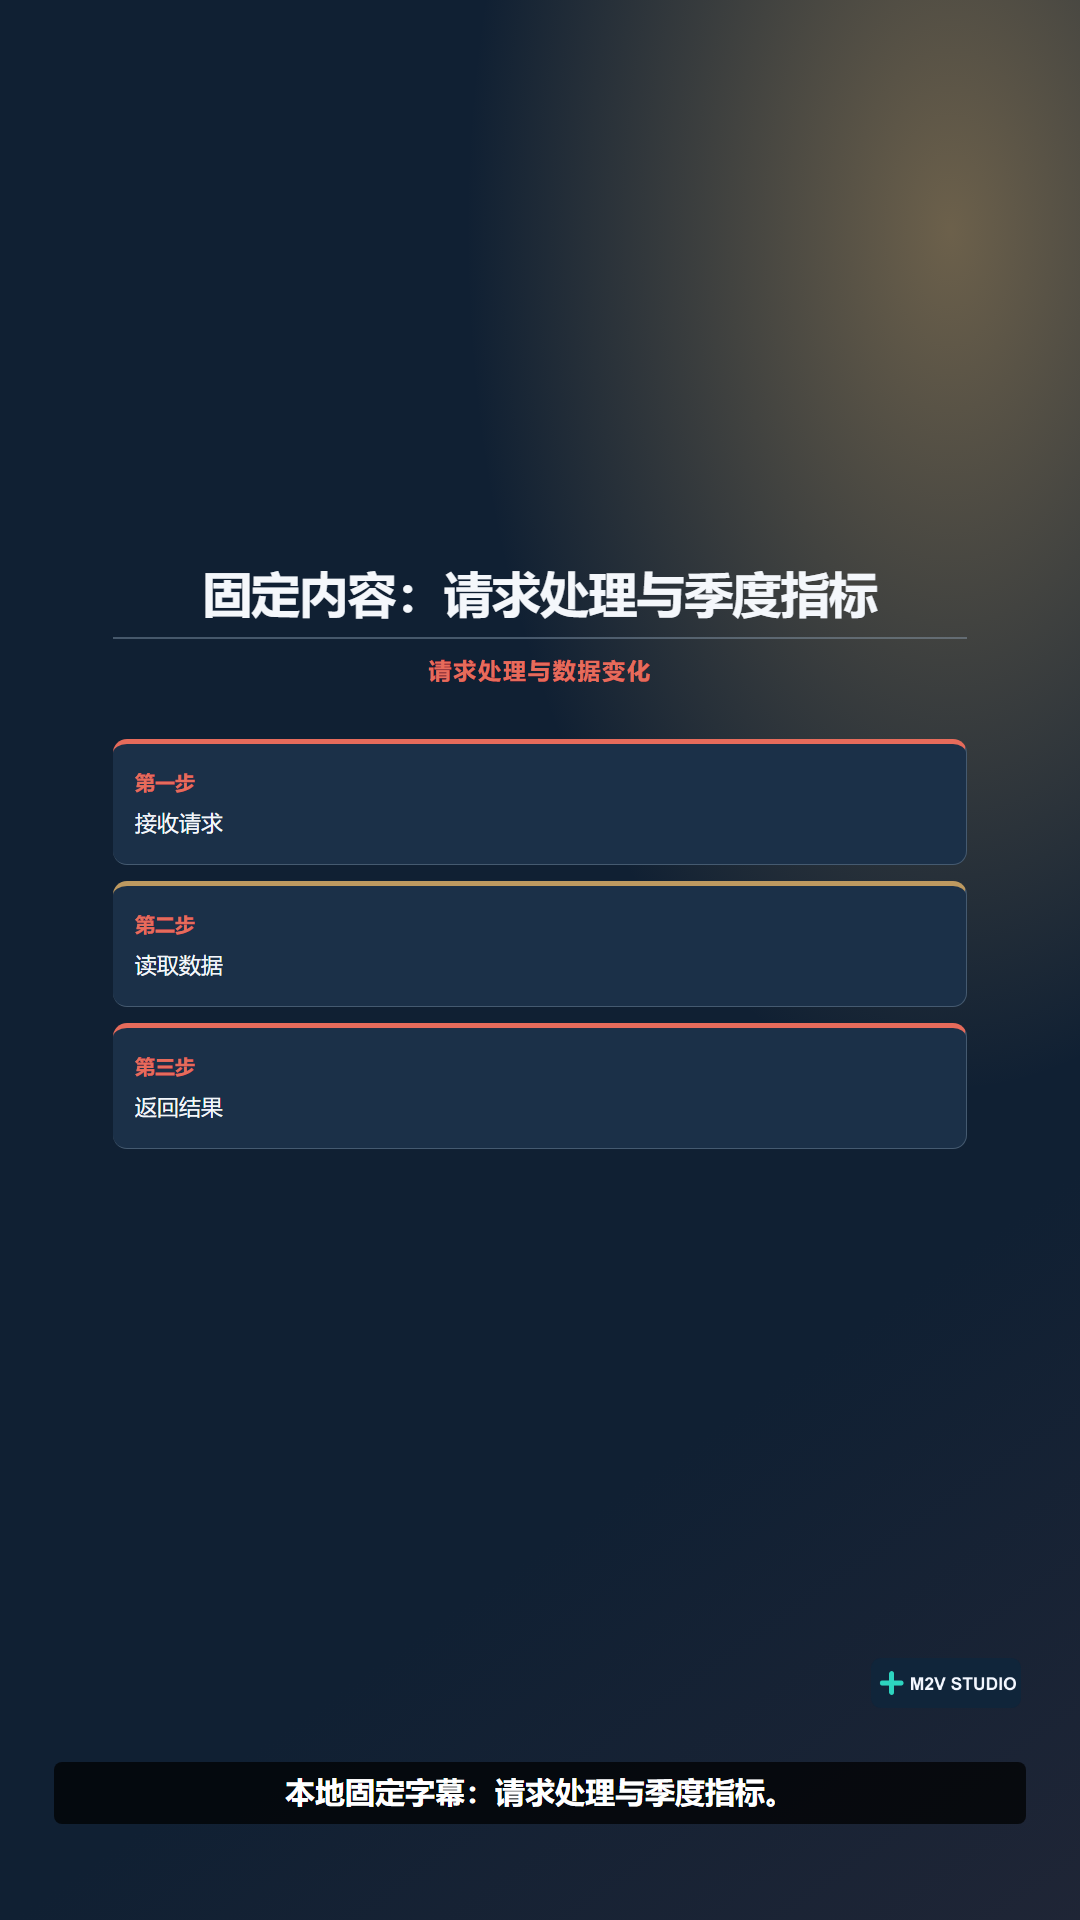 固定内容：请求处理与季度指标
请求处理与数据变化
第一步
接收请求
第二步
读取数据
第三步
返回结果
M2V STUDIO
本地固定字幕：请求处理与季度指标。